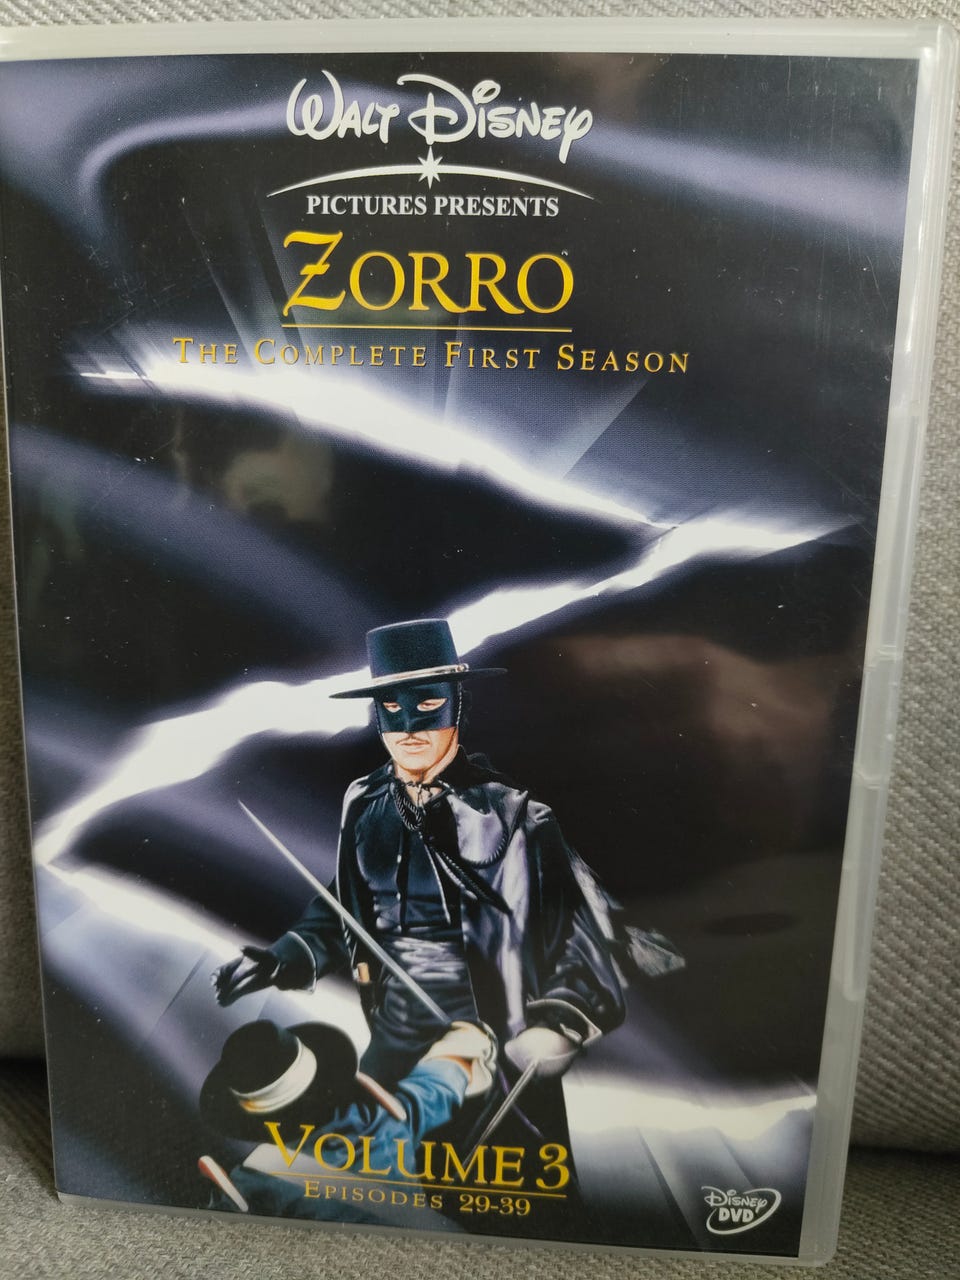 WALT DISNEY
PICTURES PRESENTS
ZORRO
THE COMPLETE FIRST SEASON
VOLUME 3
EPISODES 29-39
DISNEY
DVD